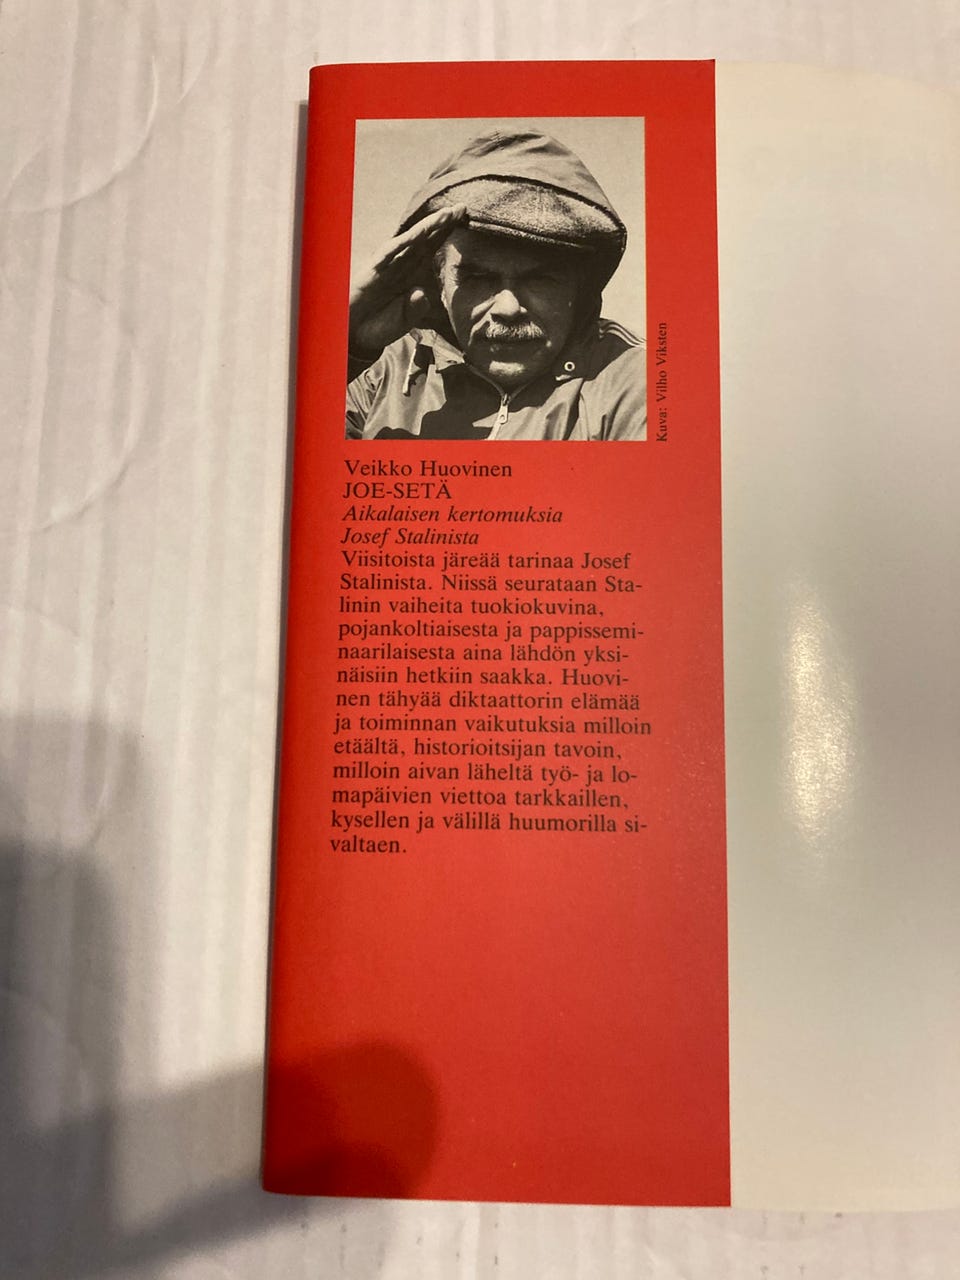 Kuva: Vilho Viksten
Veikko Huovinen
JOE-SETÄ
Aikalaisen kertomuksia
Josef Stalinista
Viisitoista järeää tarinaa Josef
Stalinista. Niissä seurataan Sta-
linin vaiheita tuokiokuvina,
pojankoltiaisesta ja pappissemi-
naarilaisesta aina lähdön yksi-
näisiin hetkiin saakka. Huovi-
nen tähyää diktaattorin elämää
ja toiminnan vaikutuksia milloin
etäältä, historioitsijan tavoin,
milloin aivan läheltä työ- ja lo-
mapäivien viettoa tarkkaillen,
kysellen ja välillä huumorilla si-
valtaen.